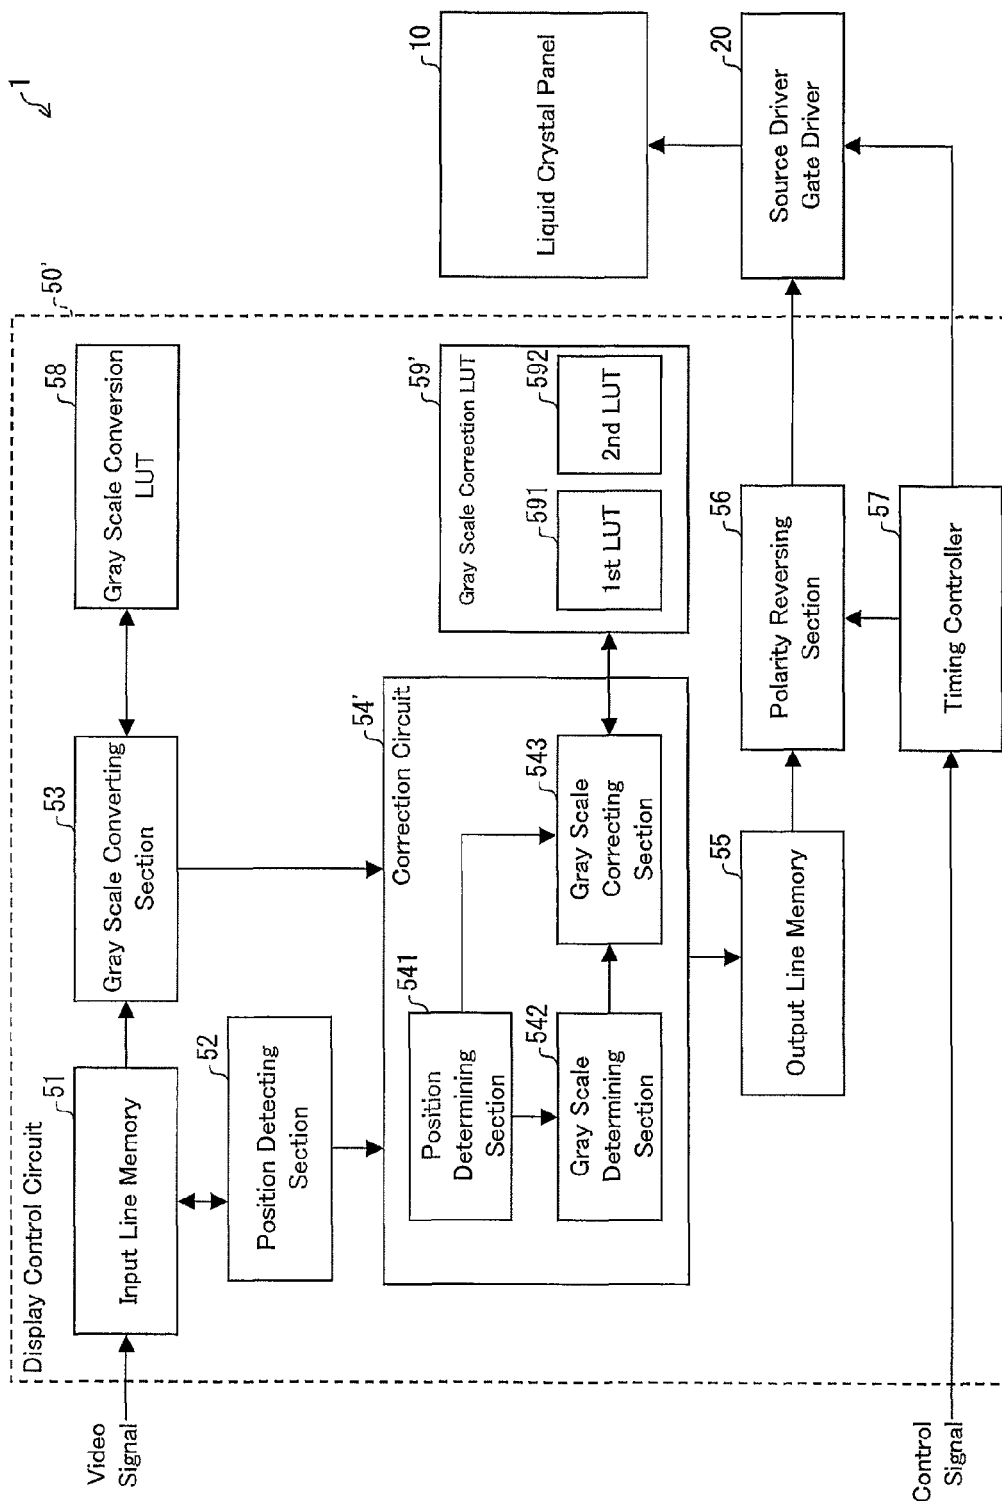 1
50'
Display Control Circuit
Video
Signal
51
Input Line Memory
53
Gray Scale Converting
Section
58
Gray Scale Conversion
LUT
52
Position Detecting
Section
54'
Correction Circuit
541
Position
Determining
Section
542
Gray Scale
Determining
Section
543
Gray Scale
Correcting
Section
59'
Gray Scale Correction LUT
591
1st LUT
592
2nd LUT
10
Liquid Crystal Panel
55
Output Line Memory
56
Polarity Reversing
Section
20
Source Driver
Gate Driver
57
Timing Controller
Control
Signal